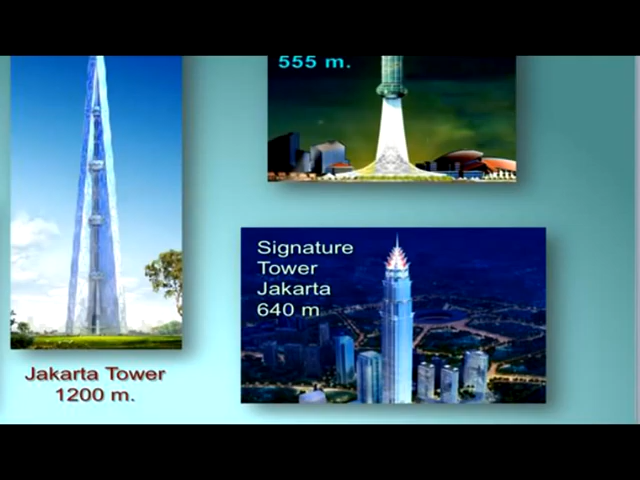 555 m.
Signature
Tower
Jakarta
640 m
Jakarta Tower
1200 m.